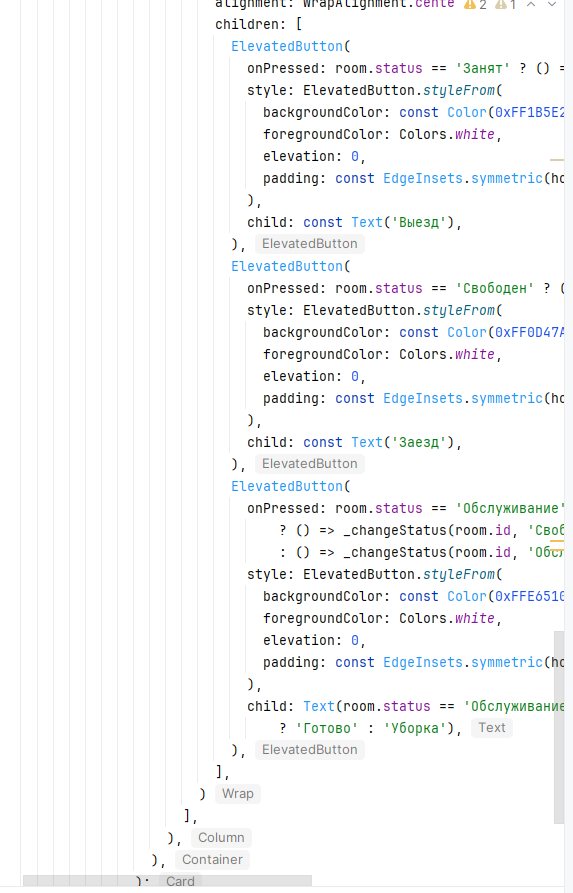 alignment: WrapAlignment.cente 2 1
children: [
ElevatedButton(
onPressed: room.status == 'Занят' ? () =
style: ElevatedButton.styleFrom(
backgroundColor: const Color(0xFF1B5E2
foregroundColor: Colors.white,
elevation: 0,
padding: const EdgeInsets.symmetric(ho
),
child: const Text('Выезд'),
), ElevatedButton
ElevatedButton(
onPressed: room.status == 'Свободен' ? (
style: ElevatedButton.styleFrom(
backgroundColor: const Color(0xFF0D47A
foregroundColor: Colors.white,
elevation: 0,
padding: const EdgeInsets.symmetric(ho
),
child: const Text('Заезд'),
), ElevatedButton
ElevatedButton(
onPressed: room.status == 'Обслуживание'
? () => _changeStatus(room.id, 'Своб
: () => _changeStatus(room.id, 'Обсл
style: ElevatedButton.styleFrom(
backgroundColor: const Color(0xFFE6510
foregroundColor: Colors.white,
elevation: 0,
padding: const EdgeInsets.symmetric(ho
),
child: Text(room.status == 'Обслуживание
? 'Готово' : 'Уборка'), Text
), ElevatedButton
],
) Wrap
],
), Column
), Container
); Card